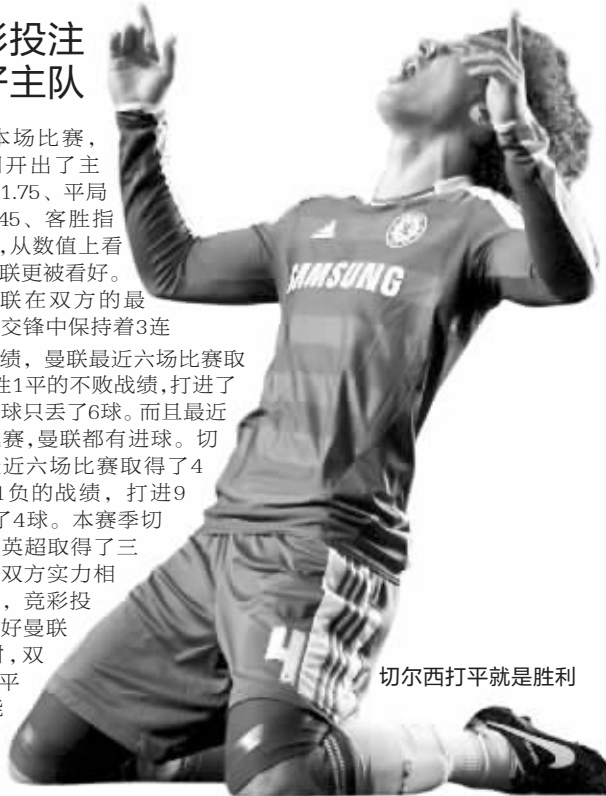 彩投注
好主队
本场比赛，
司开出了主
1.75、平局
45、客胜指
，从数值上看
联更被看好。
联在双方的最
交锋中保持着3连
绩，曼联最近六场比赛取
胜1平的不败战绩，打进了
球只丢了6球。而且最近
赛，曼联都有进球。切
近六场比赛取得了4
1负的战绩，打进9
了4球。本赛季切
英超取得了三
双方实力相
，竞彩投
好曼联
时，双
平
SAMSUNG
4
切尔西打平就是胜利